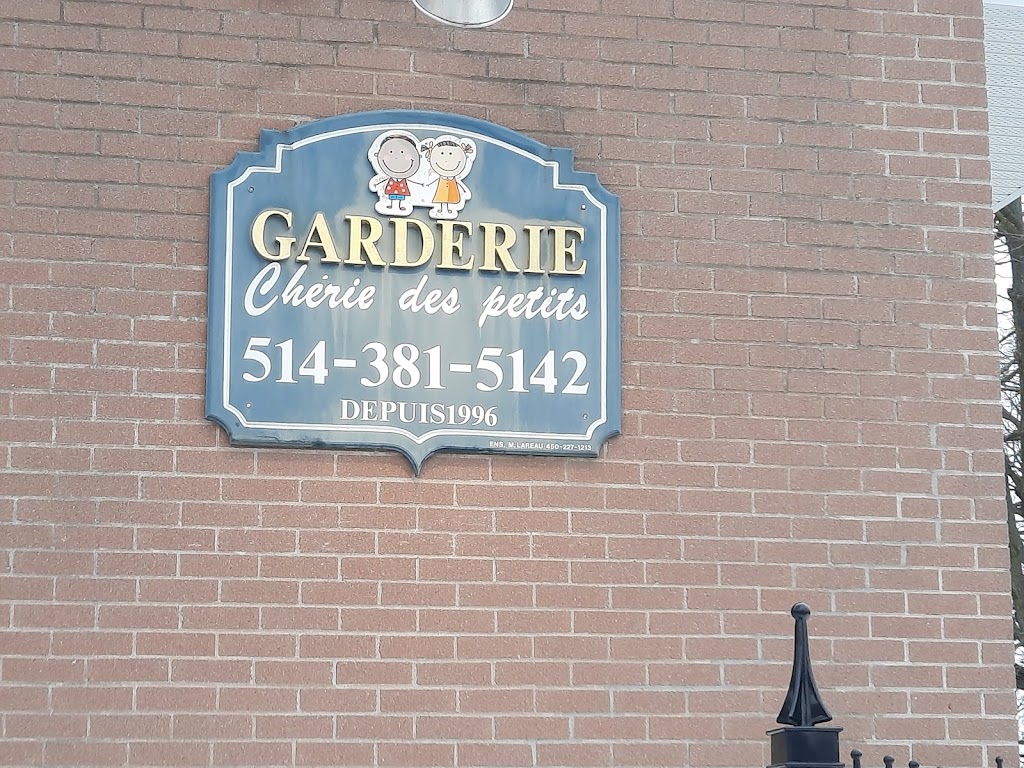 GARDERIE
Chérie des petits
514-381-5142
DEPUIS1996
ENS. M. LAREAU 450-227-1213